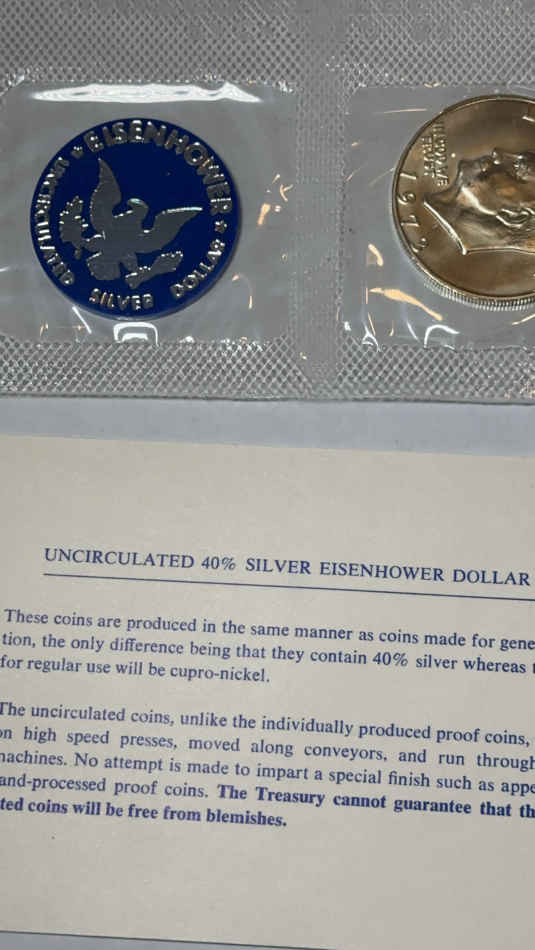 EISENHOWER
UNCIRCULATED
SILVER DOLLAR
TRUST
1972
UNCIRCULATED 40% SILVER EISENHOWER DOLLAR
These coins are produced in the same manner as coins made for gene
tion, the only difference being that they contain 40% silver whereas
for regular use will be cupro-nickel.
The uncirculated coins, unlike the individually produced proof coins,
on high speed presses, moved along conveyors, and run through
machines. No attempt is made to impart a special finish such as appe
and-processed proof coins. The Treasury cannot guarantee that th
ted coins will be free from blemishes.